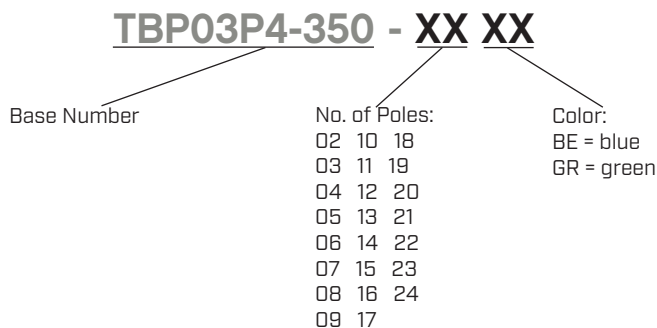 TBP03P4-350 - XX XX
Base Number
No. of Poles:
02 10 18
03 11 19
04 12 20
05 13 21
06 14 22
07 15 23
08 16 24
09 17
Color:
BE = blue
GR = green